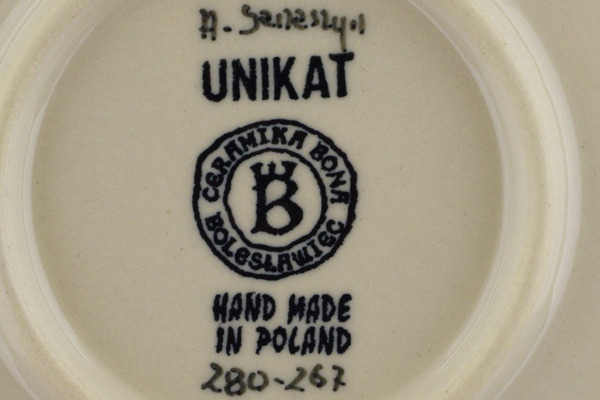 UNIKAT
CERAMIKA BONA
B
BOLESŁAWIEC
HAND MADE
IN POLAND
280-267